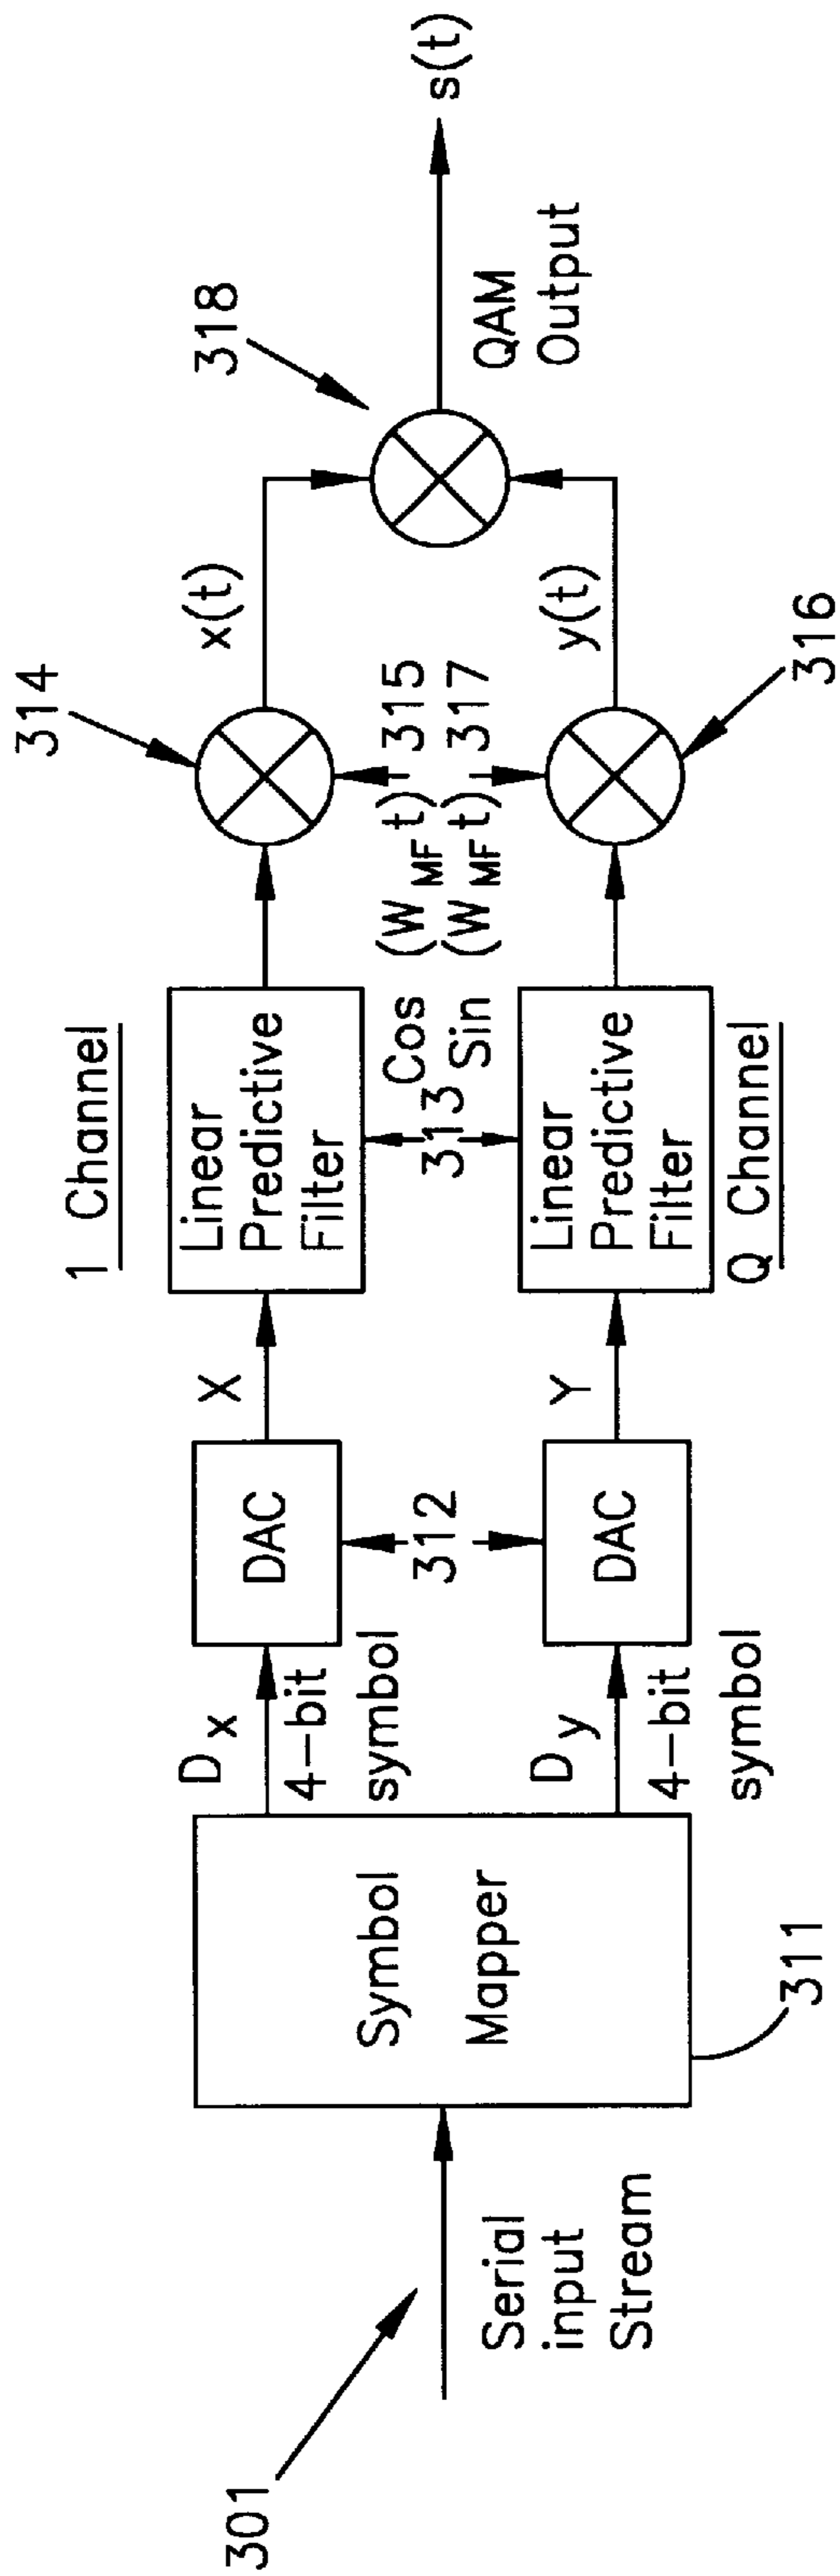 301
Serial
input
Stream
Symbol
Mapper
311
D x
4-bit
symbol
D y
4-bit
symbol
DAC
312
DAC
X
Y
1 Channel
Linear
Predictive
Filter
313
Linear
Predictive
Filter
Q Channel
Cos (W MF t) 315
Sin (W MF t) 317
314
316
x(t)
y(t)
318
QAM
Output
s(t)